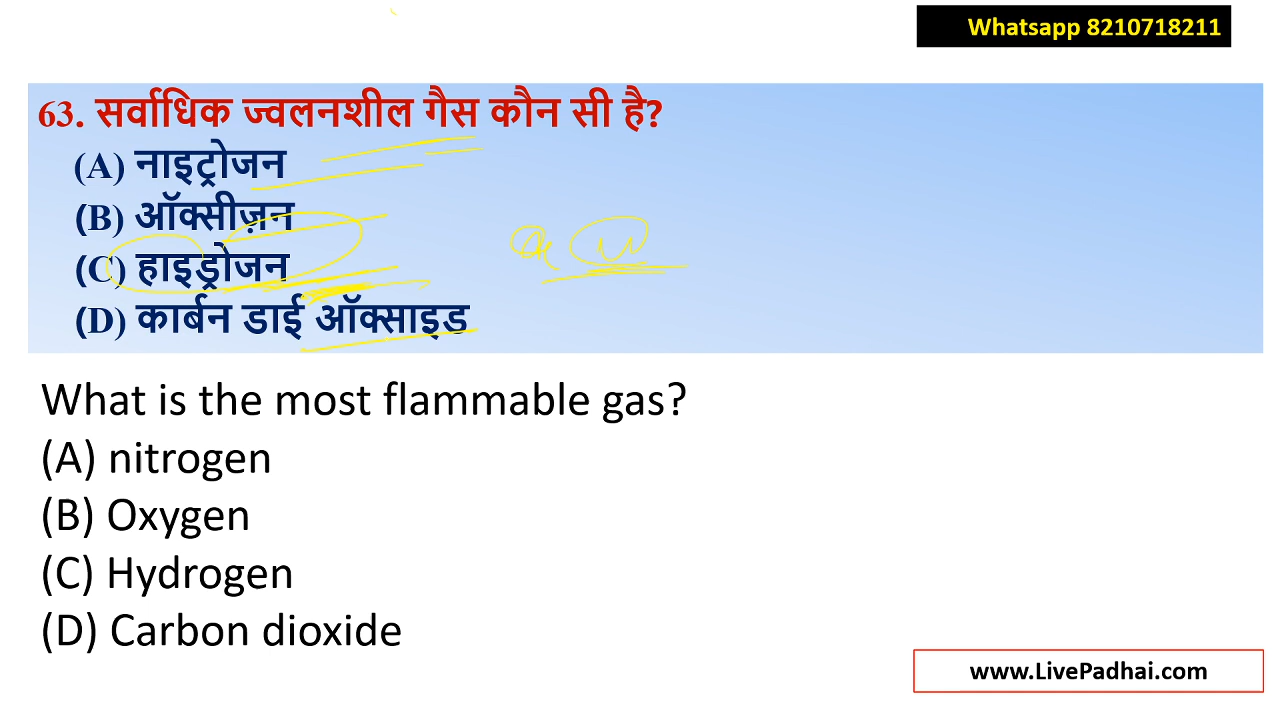 Whatsapp 8210718211
63. सर्वाधिक ज्वलनशील गैस कौन सी है?
(A) नाइट्रोजन
(B) ऑक्सीज़न
(C) हाइड्रोजन
(D) कार्बन डाई ऑक्साइड
What is the most flammable gas?
(A) nitrogen
(B) Oxygen
(C) Hydrogen
(D) Carbon dioxide
www.LivePadhai.com